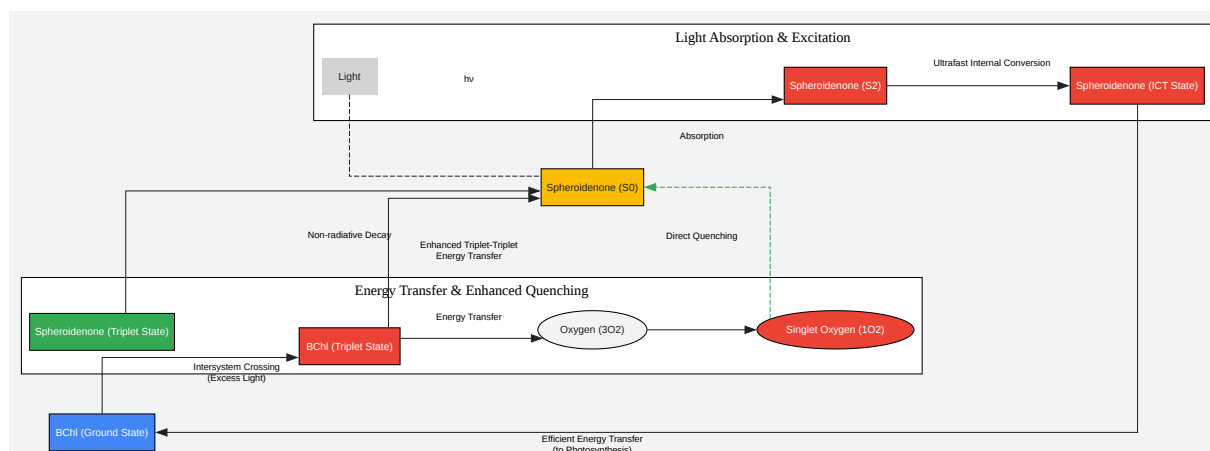 Light Absorption & Excitation
Light
hν
Spheroidenone (S2)
Ultrafast Internal Conversion
Spheroidenone (ICT State)
Absorption
Spheroidenone (S0)
Non-radiative Decay
Enhanced Triplet-Triplet
Energy Transfer
Direct Quenching
Energy Transfer & Enhanced Quenching
Spheroidenone (Triplet State)
BChl (Triplet State)
Energy Transfer
Oxygen (3O2)
Singlet Oxygen (1O2)
Intersystem Crossing
(Excess Light)
BChl (Ground State)
Efficient Energy Transfer
(to Photosynthesis)